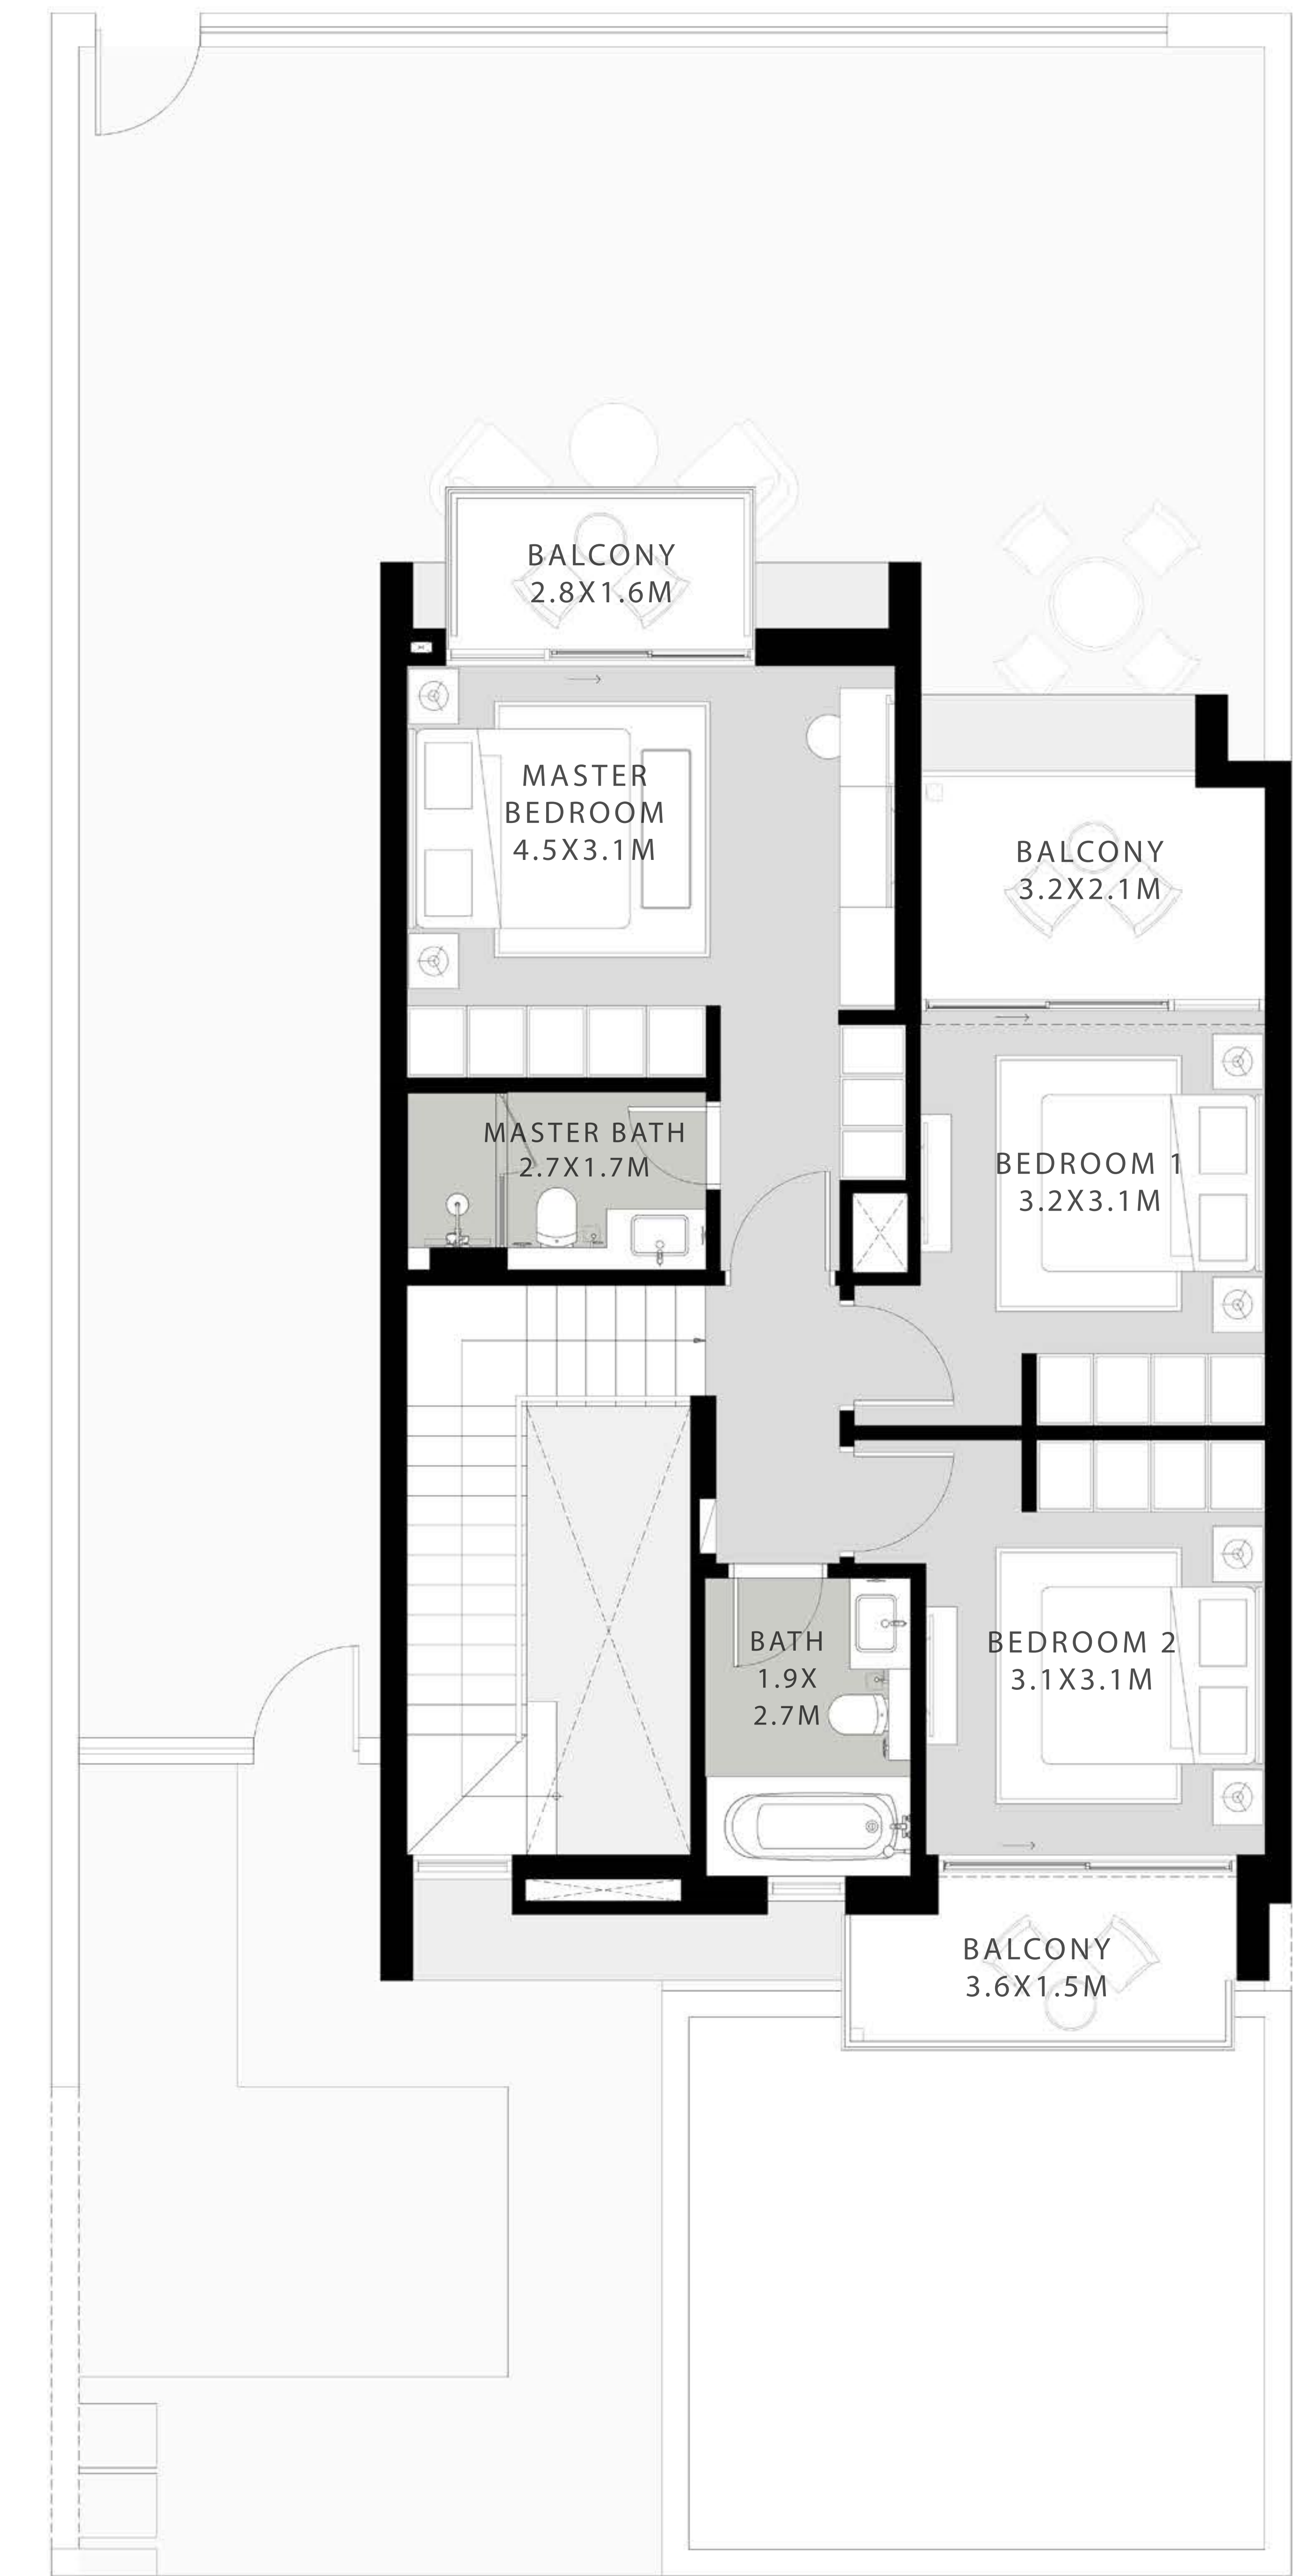 BALCONY
2.8X1.6M
MASTER
BEDROOM
4.5X3.1M
BALCONY
3.2X2.1M
MASTER BATH
2.7X1.7M
BEDROOM 1
3.2X3.1M
BATH
1.9X
2.7M
BEDROOM 2
3.1X3.1M
BALCONY
3.6X1.5M